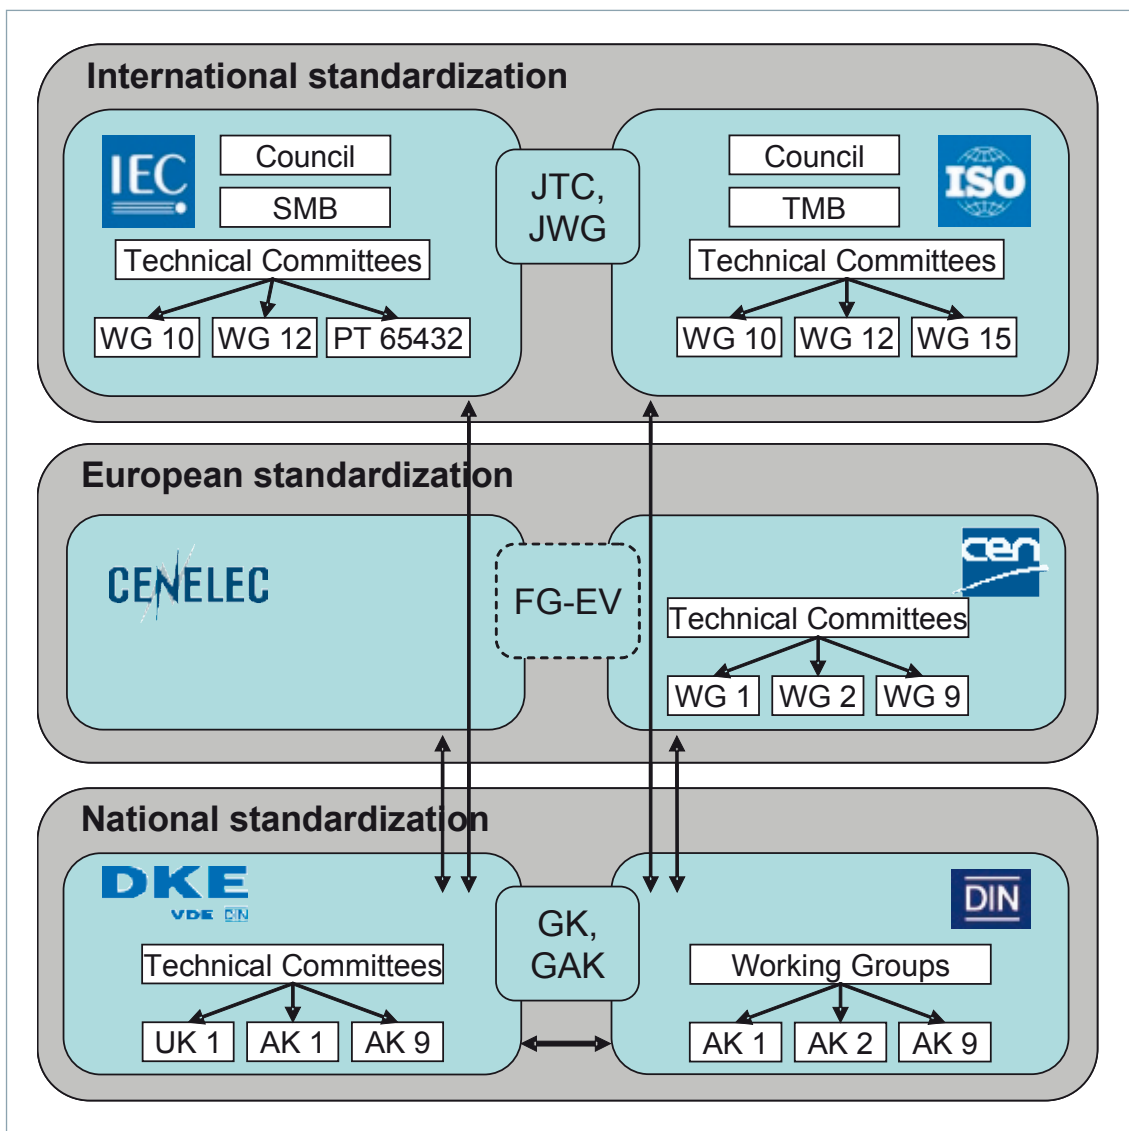 International standardization
IEC
Council
SMB
Technical Committees
WG 10
WG 12
PT 65432
JTC,
JWG
Council
TMB
ISO
Technical Committees
WG 10
WG 12
WG 15
European standardization
CENELEC
FG-EV
cen
Technical Committees
WG 1
WG 2
WG 9
National standardization
DKE
VDE DIN
Technical Committees
UK 1
AK 1
AK 9
GK,
GAK
DIN
Working Groups
AK 1
AK 2
AK 9